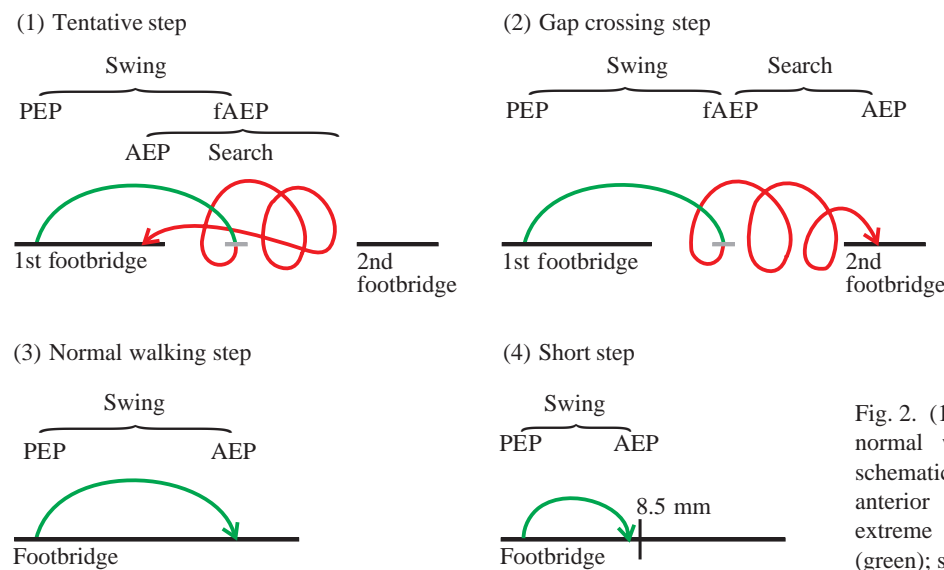 (1) Tentative step
Swing
PEP fAEP
AEP Search
1st footbridge
2nd
footbridge
(2) Gap crossing step
Swing Search
PEP fAEP AEP
1st footbridge
2nd
footbridge
(3) Normal walking step
Swing
PEP AEP
Footbridge
(4) Short step
Swing
PEP AEP
8.5 mm
Footbridge
Fig. 2. (1
normal
schematic
anterior
extreme
(green); s